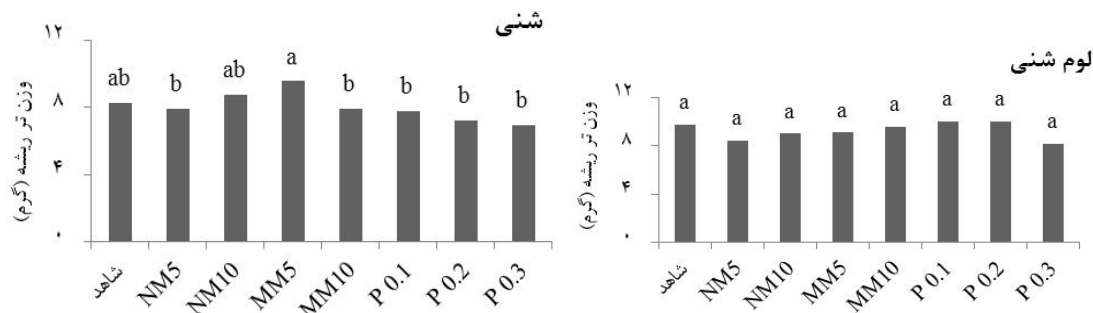 شنی
وزن تر ریشه (گرم)
۱۲
۸
۴
۰
ab b ab a b b b b
شاهد NM5 NM10 MM5 MM10 P 0.1 P 0.2 P 0.3
لوم شنی
وزن تر ریشه (گرم)
۱۲
۸
۴
۰
a a a a a a a a
شاهد NM5 NM10 MM5 MM10 P 0.1 P 0.2 P 0.3